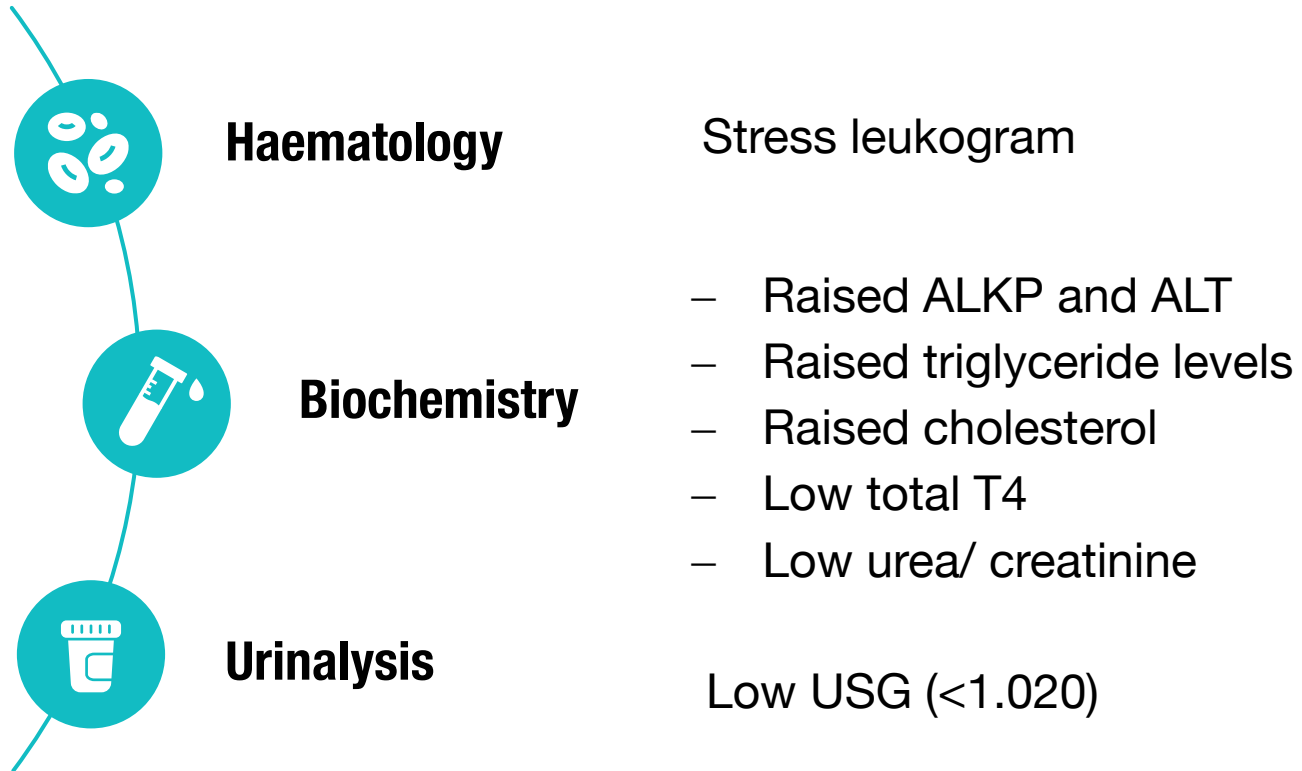 Haematology
Stress leukogram
Biochemistry
– Raised ALKP and ALT
– Raised triglyceride levels
– Raised cholesterol
– Low total T4
– Low urea/ creatinine
Urinalysis
Low USG (<1.020)